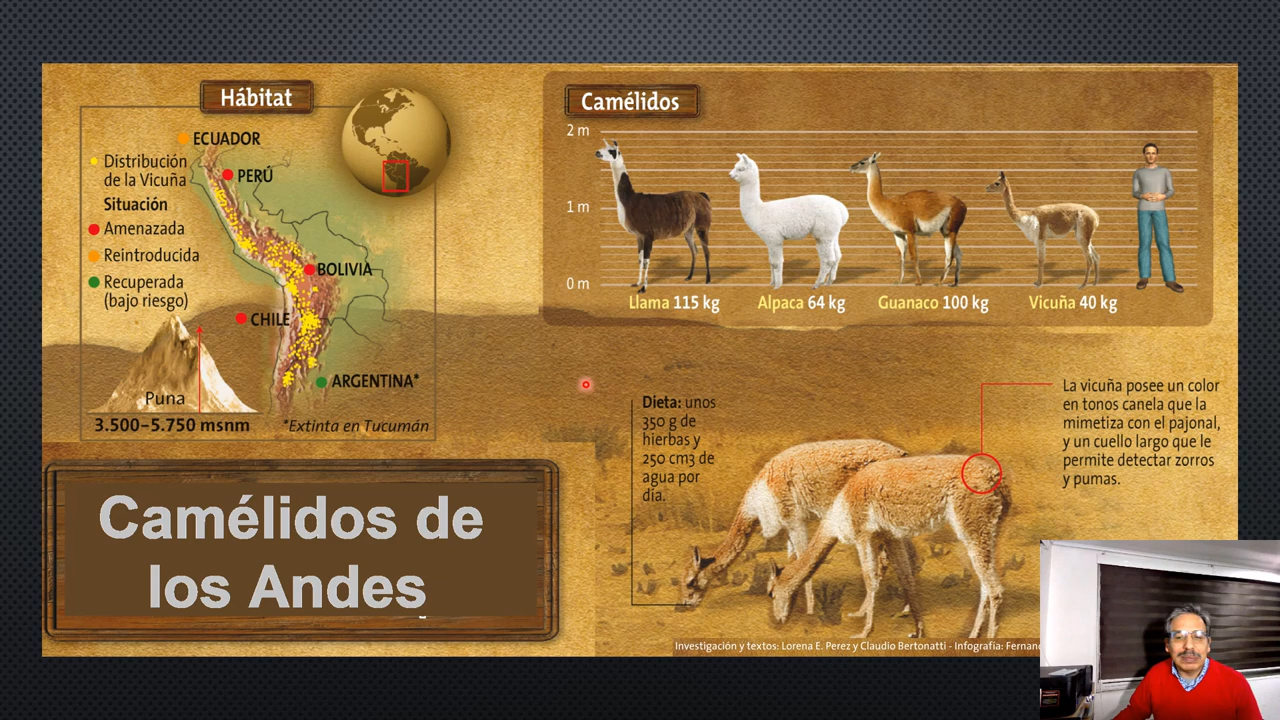 Hábitat
ECUADOR
Distribución
de la Vicuña
PERÚ
Situación
Amenazada
Reintroducida
BOLIVIA
Recuperada
(bajo riesgo)
CHILE
ARGENTINA*
Puna
3.500–5.750 msnm
*Extinta en Tucumán
Camélidos
2 m
1 m
0 m
Llama 115 kg
Alpaca 64 kg
Guanaco 100 kg
Vicuña 40 kg
Dieta: unos
350 g de
hierbas y
250 cm3 de
agua por
día.
La vicuña posee un color
en tonos canela que la
mimetiza con el pajonal,
y un cuello largo que le
permite detectar zorros
y pumas.
Camélidos de
los Andes
Investigación y textos: Lorena E. Perez y Claudio Bertonatti - Infografía: